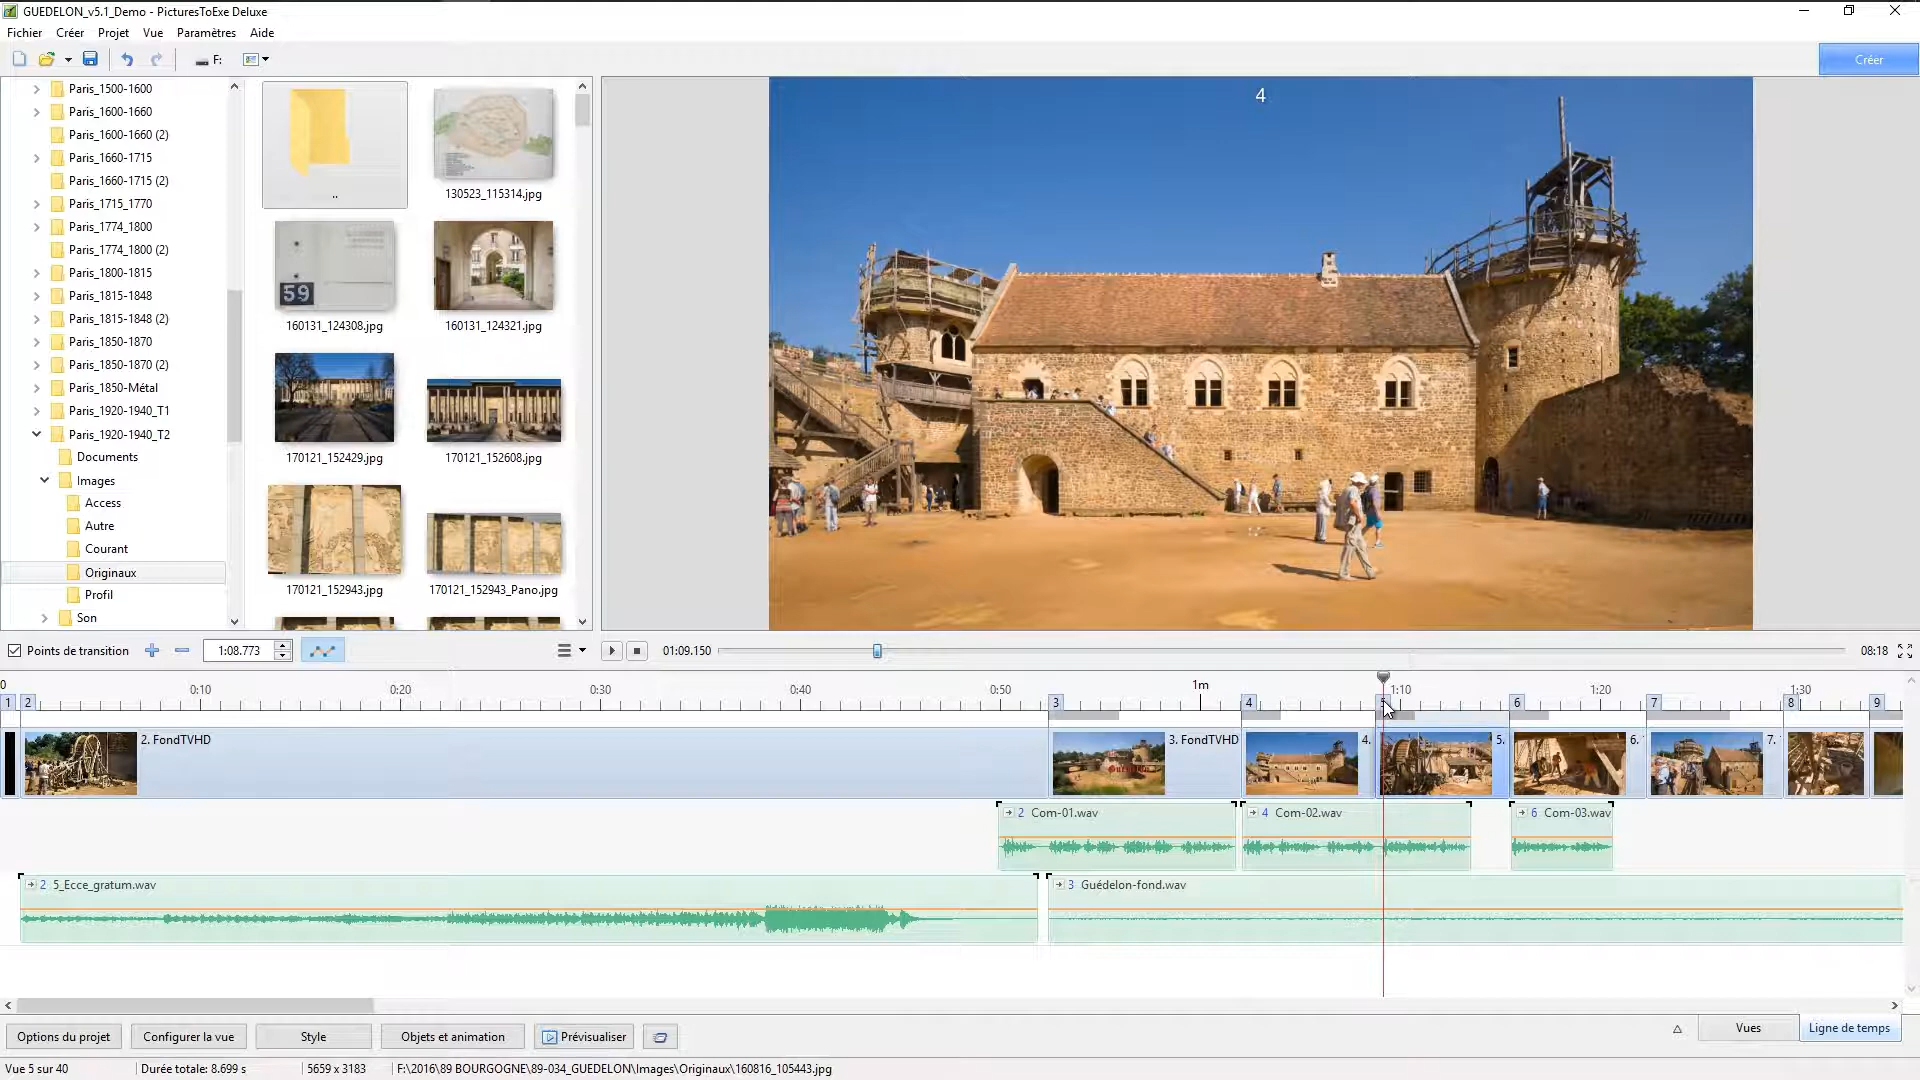 GUEDELON_v5.1_Demo - PicturesToExe Deluxe
Fichier Créer Projet Vue Paramètres Aide
F:
Créer
Paris_1500-1600
Paris_1600-1660
Paris_1600-1660 (2)
Paris_1660-1715
Paris_1660-1715 (2)
Paris_1715_1770
Paris_1774_1800
Paris_1774_1800 (2)
Paris_1800-1815
Paris_1815-1848
Paris_1815-1848 (2)
Paris_1850-1870
Paris_1850-1870 (2)
Paris_1850-Métal
Paris_1920-1940_T1
Paris_1920-1940_T2
Documents
Images
Access
Autre
Courant
Originaux
Profil
Son
..
130523_115314.jpg
59
160131_124308.jpg
160131_124321.jpg
170121_152429.jpg
170121_152608.jpg
170121_152943.jpg
170121_152943_Pano.jpg
4
Points de transition
1:08.773
01:09.150
08:18
0 0:10 0:20 0:30 0:40 0:50 1m 1:10 1:20 1:30
1 2 3 4 5 6 7 8 9
2. FondTVHD
3. FondTVHD
4.
5.
6.
7.
2 Com-01.wav
4 Com-02.wav
6 Com-03.wav
2 5_Ecce_gratum.wav
3 Guédelon-fond.wav
Options du projet
Configurer la vue
Style
Objets et animation
Prévisualiser
Vues
Ligne de temps
Vue 5 sur 40
Durée totale: 8.699 s
5659 x 3183
F:\2016\89 BOURGOGNE\89-034_GUEDELON\Images\Originaux\160816_105443.jpg